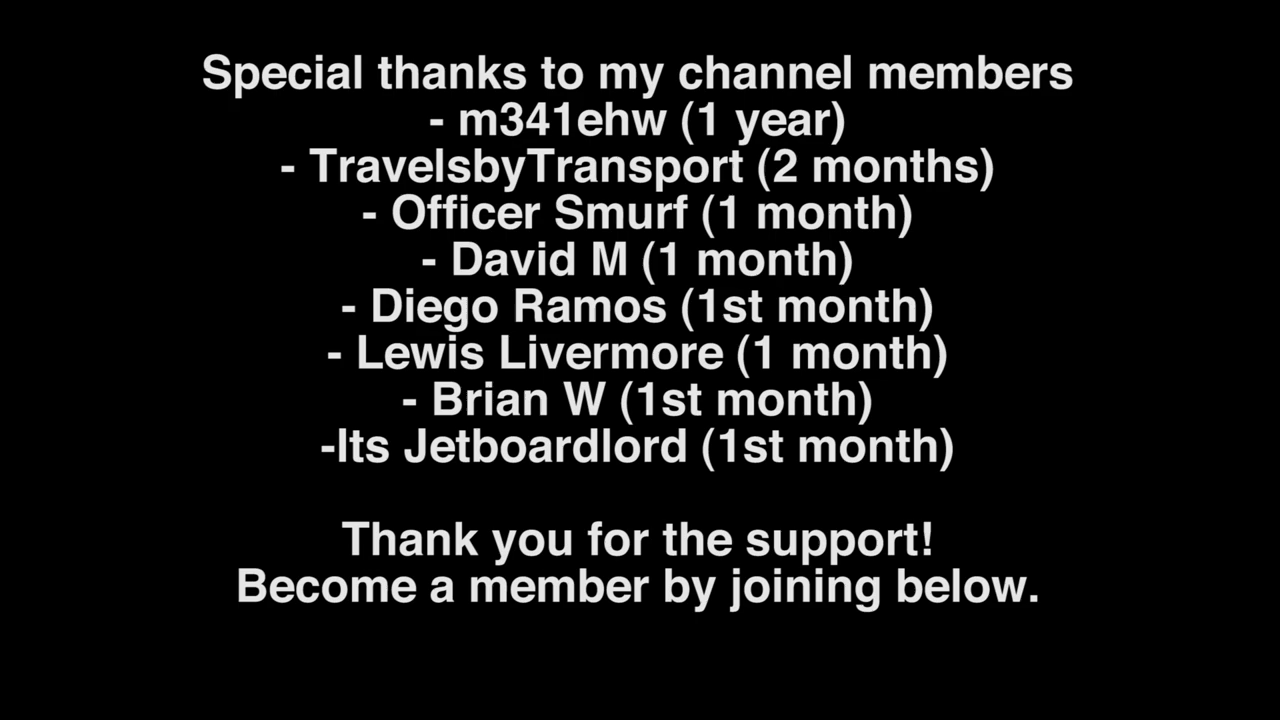 Special thanks to my channel members
- m341ehw (1 year)
- TravelsbyTransport (2 months)
- Officer Smurf (1 month)
- David M (1 month)
- Diego Ramos (1st month)
- Lewis Livermore (1 month)
- Brian W (1st month)
-Its Jetboardlord (1st month)
Thank you for the support!
Become a member by joining below.